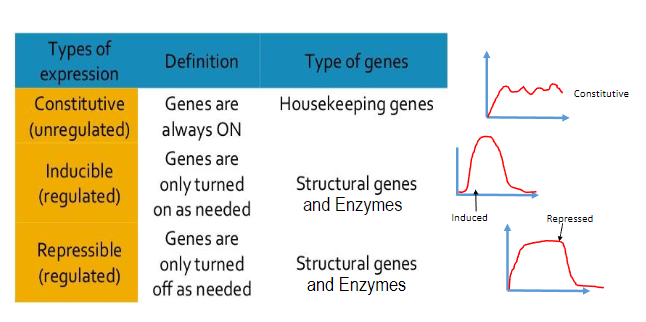 Types of
expression
Definition
Type of genes
Constitutive
(unregulated)
Genes are
always ON
Housekeeping genes
Inducible
(regulated)
Genes are
only turned
on as needed
Structural genes
and Enzymes
Repressible
(regulated)
Genes are
only turned
off as needed
Structural genes
and Enzymes
Constitutive
Induced
Repressed